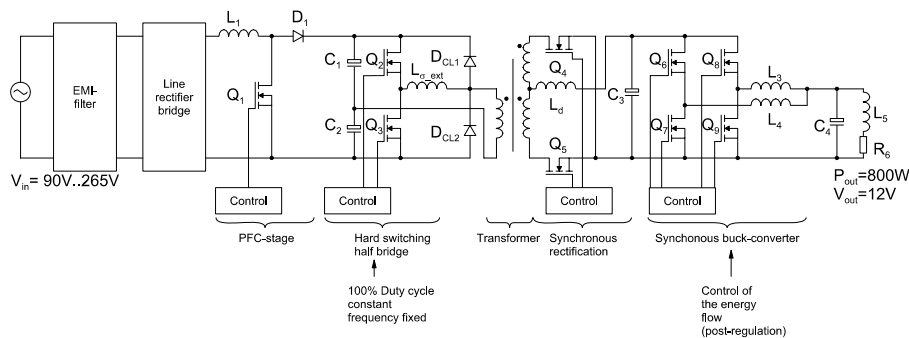 L1
D1
EMI-
filter
Line
rectifier
bridge
Q1
C1
C2
Q2
Q3
Lσ_ext
DCL1
DCL2
Q4
Ld
Q5
C3
Q6
Q7
Q8
Q9
L3
L4
C4
L5
R6
Vin= 90V..265V
Pout=800W
Vout=12V
Control
Control
Control
Control
PFC-stage
Hard switching
half bridge
Transformer
Synchronous
rectification
Synchonous buck-converter
100% Duty cycle
constant
frequency fixed
Control of
the energy
flow
(post-regulation)